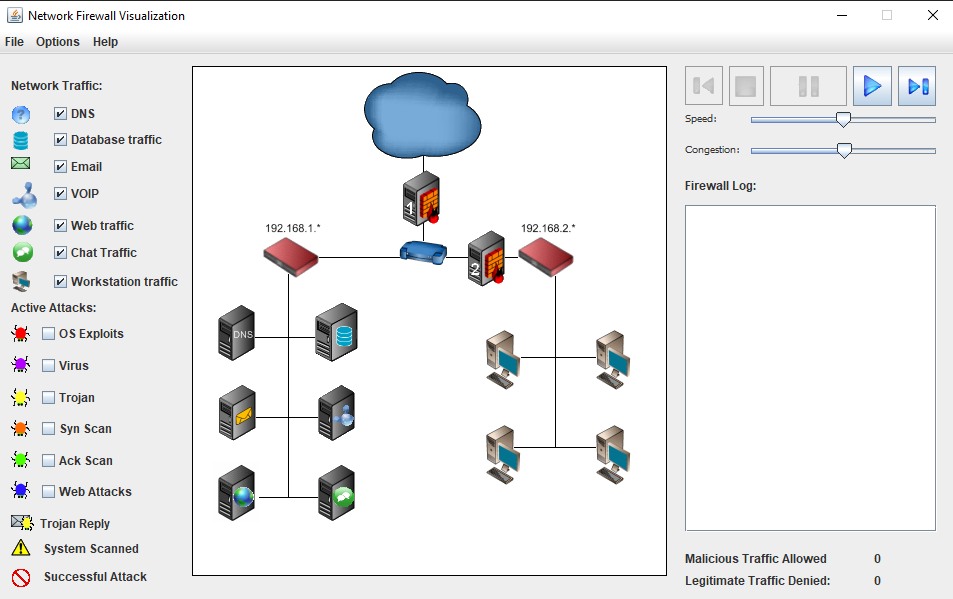 Network Firewall Visualization
File Options Help
Network Traffic:
DNS
Database traffic
Email
VOIP
Web traffic
Chat Traffic
Workstation traffic
Active Attacks:
OS Exploits
Virus
Trojan
Syn Scan
Ack Scan
Web Attacks
Trojan Reply
System Scanned
Successful Attack
1
192.168.1.*
2
192.168.2.*
DNS
Speed:
Congestion:
Firewall Log:
Malicious Traffic Allowed 0
Legitimate Traffic Denied: 0